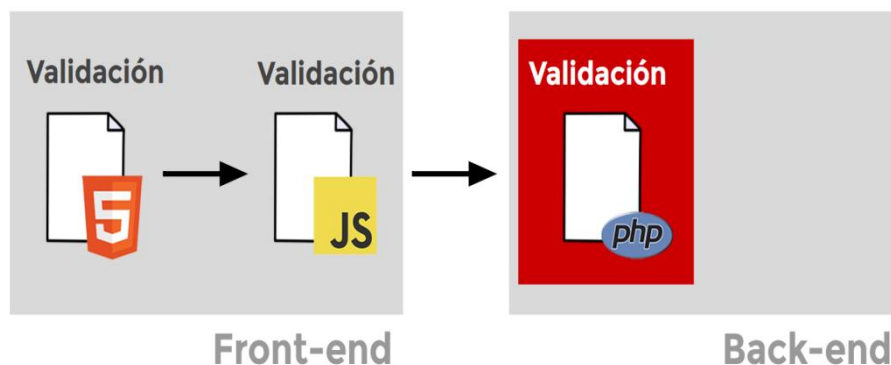 Validación
Validación
Validación
5
JS
php
Front-end
Back-end